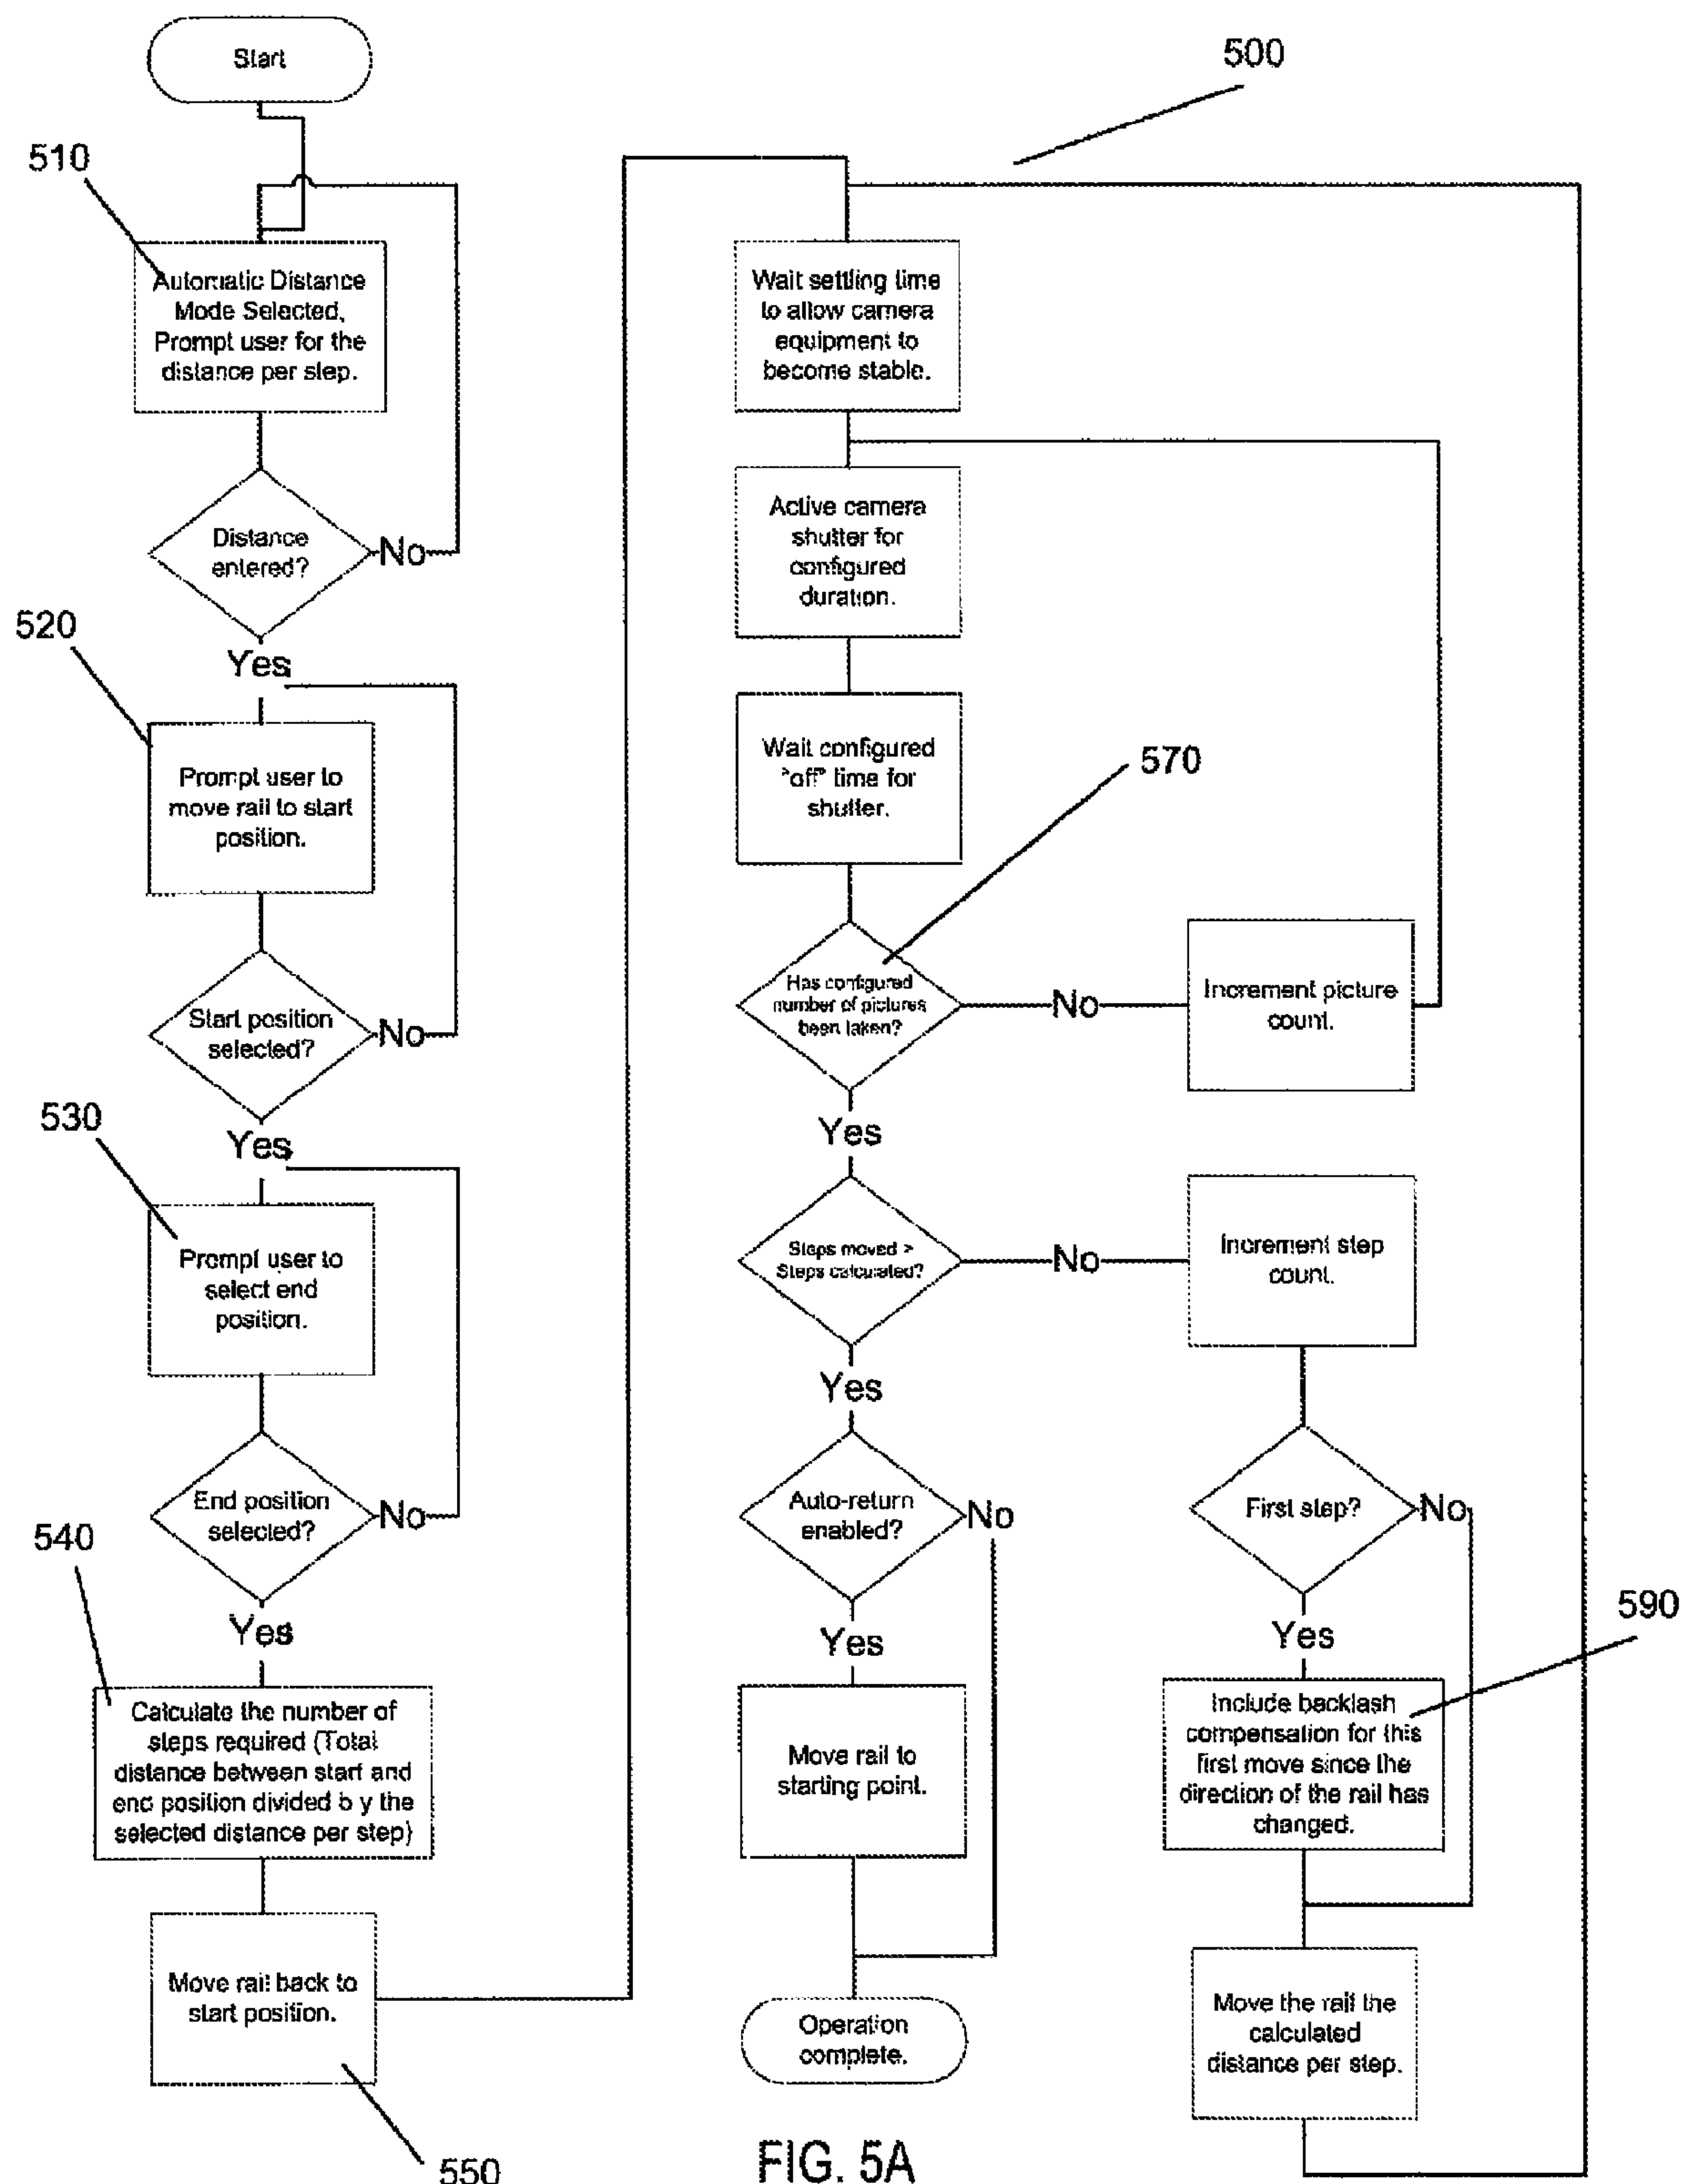 Start
510
Automatic Distance
Mode Selected,
Prompt user for the
distance per step.
Distance
entered?
No
Yes
520
Prompt user to
move rail to start
position.
Start position
selected?
No
Yes
530
Prompt user to
select end
position.
End position
selected?
No
Yes
540
Calculate the number of
steps required (Total
distance between start and
end position divided b y the
selected distance per step)
Move rail back to
start position.
550
500
Wait settling time
to allow camera
equipment to
become stable.
Active camera
shutter for
configured
duration.
Wait configured
"off" time for
shutter.
570
Has configured
number of pictures
been taken?
No
Increment picture
count.
Yes
Steps moved >
Steps calculated?
No
Increment step
count.
Yes
Auto-return
enabled?
No
Yes
Move rail to
starting point.
Operation
complete.
First step?
No
Yes
590
Include backlash
compensation for this
first move since the
direction of the rail has
changed.
Move the rail the
calculated
distance per step.
FIG. 5A